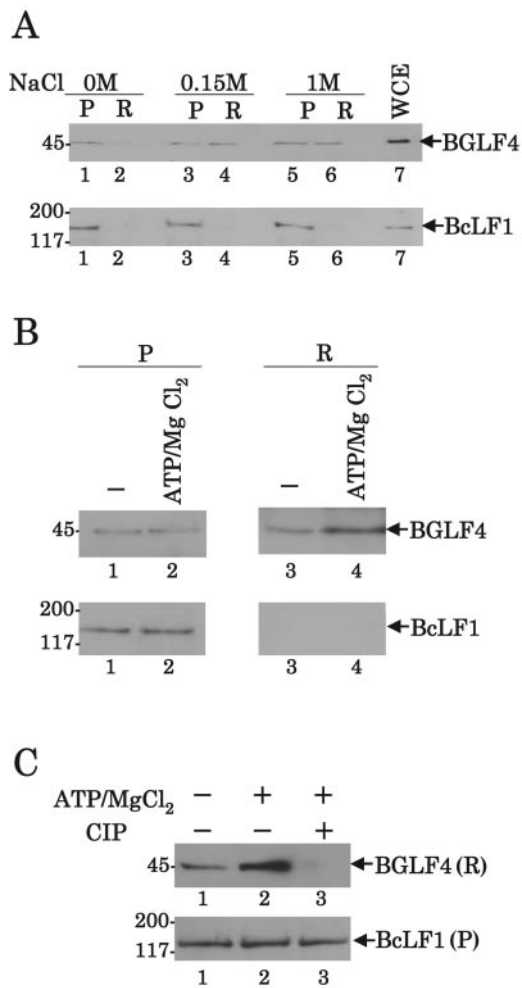 A
NaCl 0M 0.15M 1M WCE
P R P R P R
45- BGLF4
1 2 3 4 5 6 7
200-
117- BcLF1
1 2 3 4 5 6 7
B
P R
– ATP/Mg Cl₂ – ATP/Mg Cl₂
45- BGLF4
1 2 3 4
200-
117- BcLF1
1 2 3 4
C
ATP/MgCl₂ – + +
CIP – – +
45- BGLF4 (R)
1 2 3
200-
117- BcLF1 (P)
1 2 3